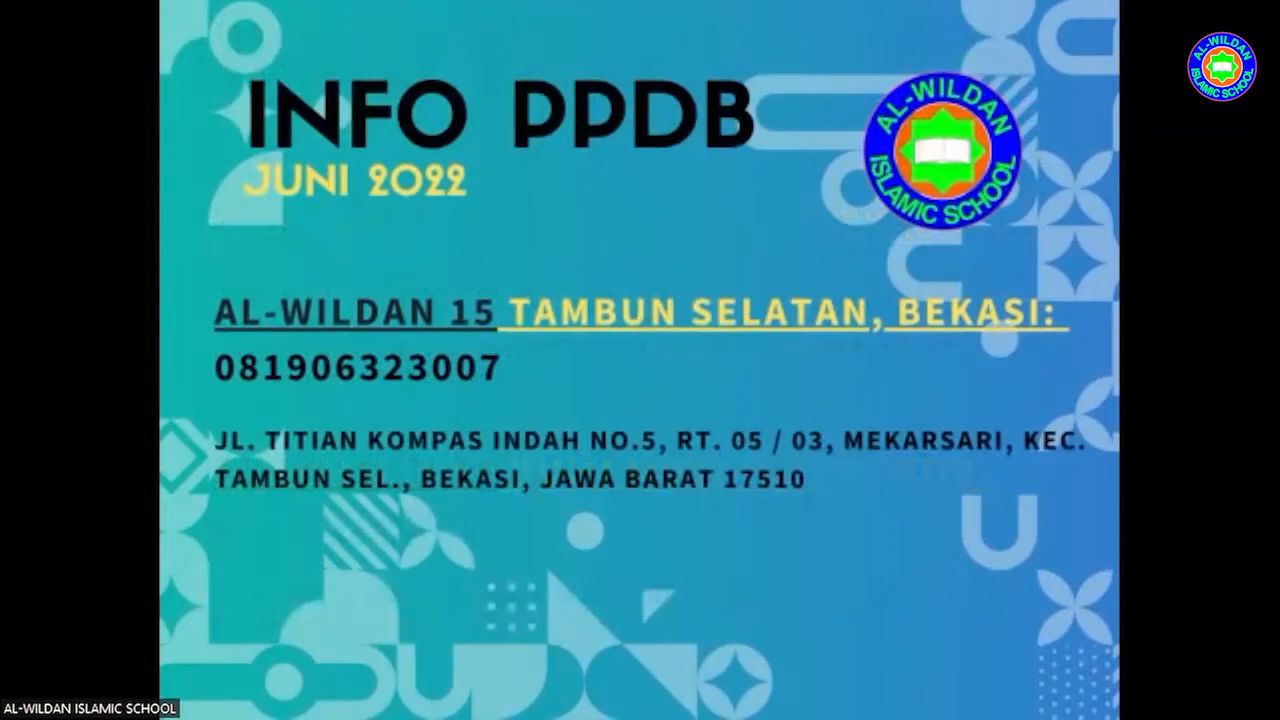 INFO PPDB
JUNI 2022
AL-WILDAN
ISLAMIC SCHOOL
AL-WILDAN
ISLAMIC SCHOOL
AL-WILDAN 15 TAMBUN SELATAN, BEKASI:
081906323007
JL. TITIAN KOMPAS INDAH NO.5, RT. 05 / 03, MEKARSARI, KEC.
TAMBUN SEL., BEKASI, JAWA BARAT 17510
AL-WILDAN ISLAMIC SCHOOL